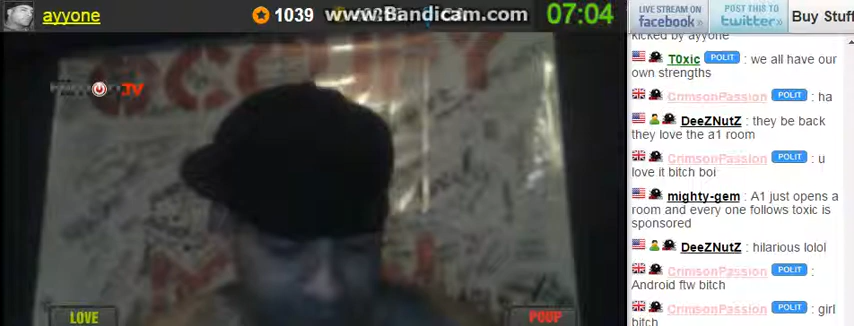 ayyone
1039
www.Bandicam.com
07:04
LIVE STREAM ON
facebook»
POST THIS TO
twitter»
Buy Stuff
OCCUPY
.TV
LOVE
POUP
kicked by ayyone
T0xic POLIT : we all have our
own strengths
CrimsonPassion POLIT : ha
DeeZNutZ : they be back
they love the a1 room
CrimsonPassion POLIT : u
love it bitch boi
mighty-gem : A1 just opens a
room and every one follows toxic is
sponsored
DeeZNutZ : hilarious lolol
CrimsonPassion POLIT :
Android ftw bitch
CrimsonPassion POLIT : girl
bitch